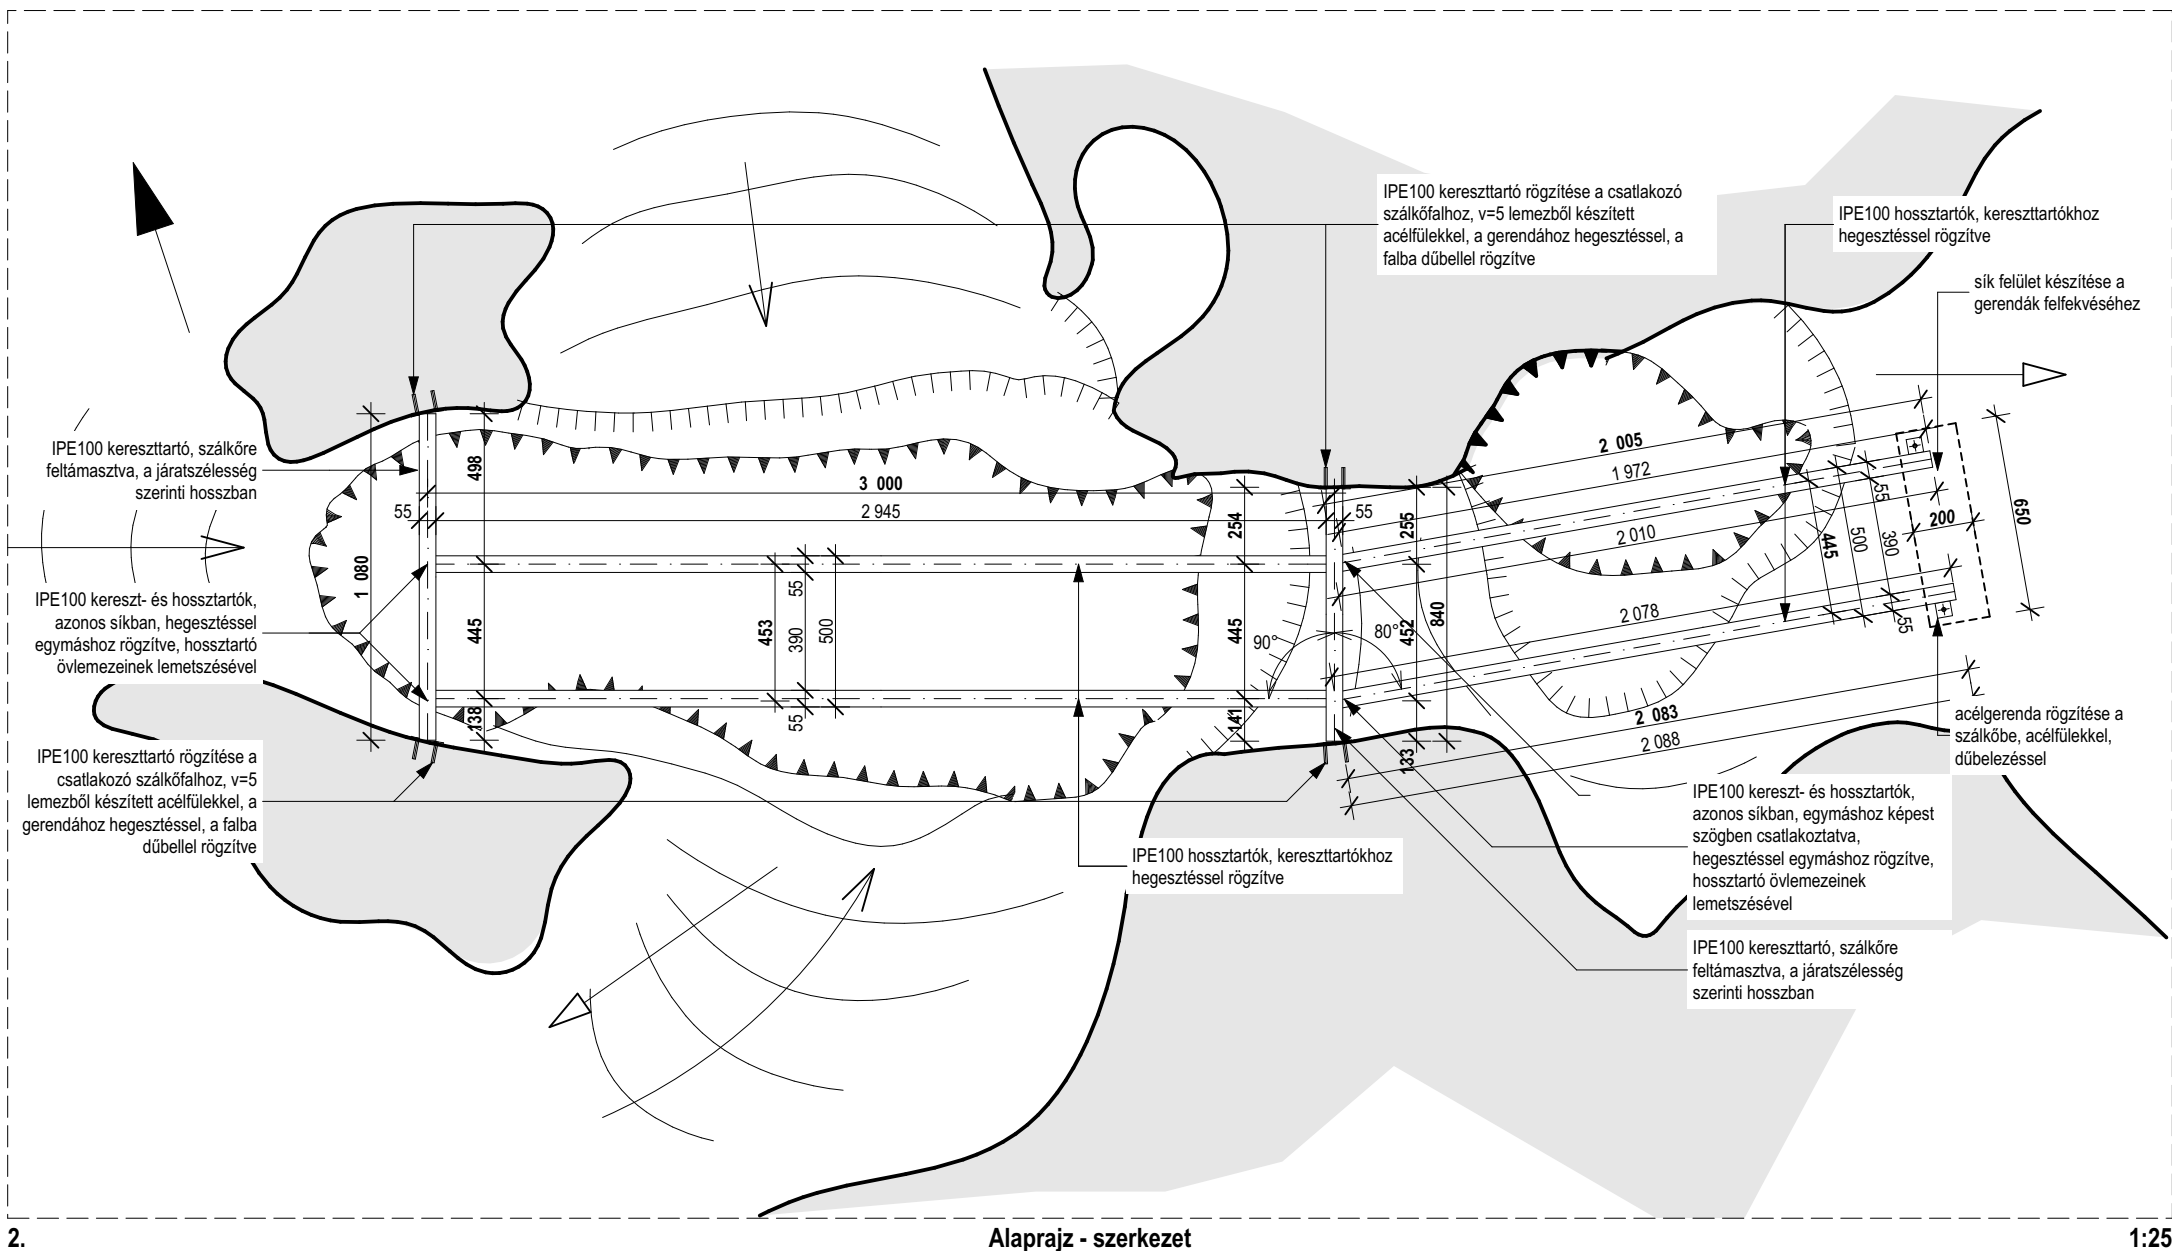 IPE100 kereszttartó rögzítése a csatlakozó
szálkőfalhoz, v=5 lemezből készített
acélfülekkel, a gerendához hegesztéssel, a
falba dűbellel rögzítve
IPE100 hossztartók, kereszttartókhoz
hegesztéssel rögzítve
sík felület készítése a
gerendák felfekvéséhez
IPE100 kereszttartó, szálkőre
feltámasztva, a járatszélesség
szerinti hosszban
IPE100 kereszt- és hossztartók,
azonos síkban, hegesztéssel
egymáshoz rögzítve, hossztartó
övlemezeinek lemetszésével
IPE100 kereszttartó rögzítése a
csatlakozó szálkőfalhoz, v=5
lemezből készített acélfülekkel, a
gerendához hegesztéssel, a falba
dűbellel rögzítve
1 080
498
445
138
55
3 000
2 945
55
453
55
390
55
500
254
445
141
90°
80°
255
452
133
840
2 005
1 972
2 010
2 078
2 083
2 088
445
500
55
390
55
200
650
IPE100 hossztartók, kereszttartókhoz
hegesztéssel rögzítve
acélgerenda rögzítése a
szálkőbe, acélfülekkel,
dűbelezéssel
IPE100 kereszt- és hossztartók,
azonos síkban, egymáshoz képest
szögben csatlakoztatva,
hegesztéssel egymáshoz rögzítve,
hossztartó övlemezeinek
lemetszésével
IPE100 kereszttartó, szálkőre
feltámasztva, a járatszélesség
szerinti hosszban
2.
Alaprajz - szerkezet
1:25